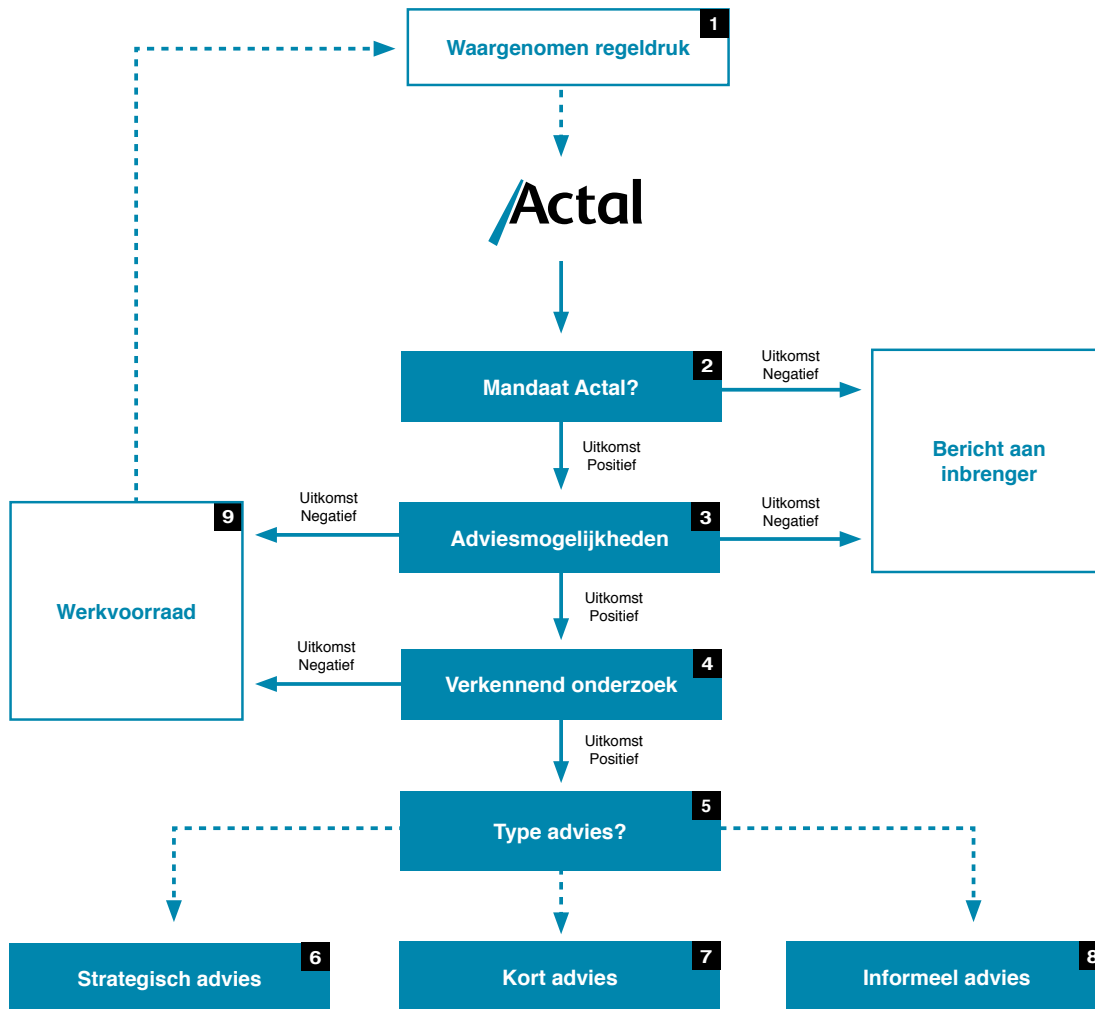 1
Waargenomen regeldruk
Actal
2
Mandaat Actal?
Uitkomst
Negatief
Bericht aan
inbrenger
Uitkomst
Positief
9
Werkvoorraad
Uitkomst
Negatief
3
Adviesmogelijkheden
Uitkomst
Negatief
Uitkomst
Positief
Uitkomst
Negatief
4
Verkennend onderzoek
Uitkomst
Positief
5
Type advies?
6
Strategisch advies
7
Kort advies
8
Informeel advies